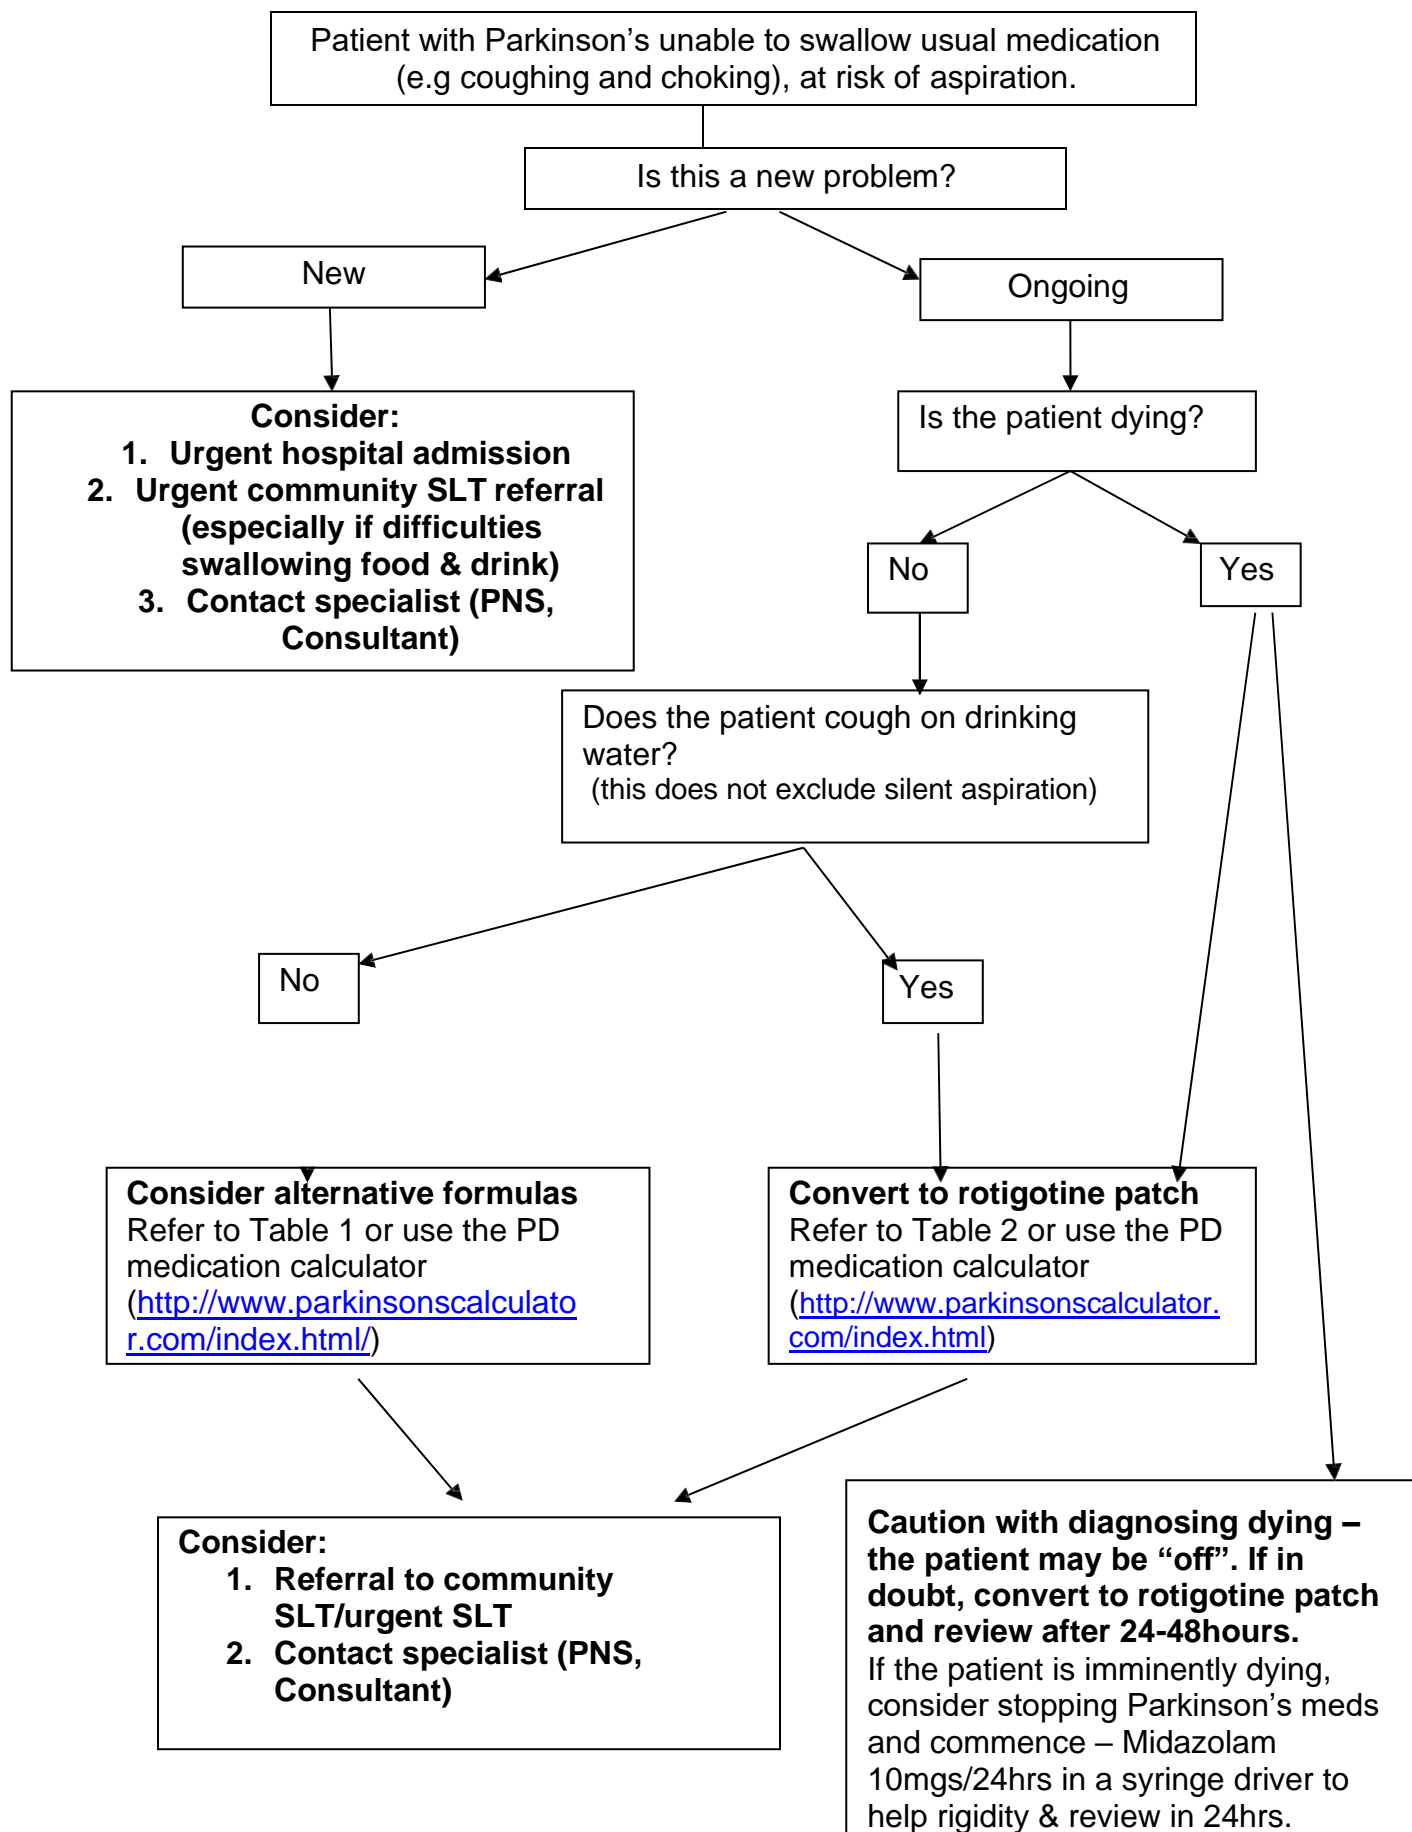 Patient with Parkinson’s unable to swallow usual medication
(e.g coughing and choking), at risk of aspiration.
Is this a new problem?
New
Ongoing
Consider:
1. Urgent hospital admission
2. Urgent community SLT referral
(especially if difficulties
swallowing food & drink)
3. Contact specialist (PNS,
Consultant)
Is the patient dying?
No
Yes
Does the patient cough on drinking
water?
(this does not exclude silent aspiration)
No
Yes
Consider alternative formulas
Refer to Table 1 or use the PD
medication calculator
(http://www.parkinsonscalculato
r.com/index.html/)
Convert to rotigotine patch
Refer to Table 2 or use the PD
medication calculator
(http://www.parkinsonscalculator.
com/index.html)
Consider:
1. Referral to community
SLT/urgent SLT
2. Contact specialist (PNS,
Consultant)
Caution with diagnosing dying –
the patient may be “off”. If in
doubt, convert to rotigotine patch
and review after 24-48hours.
If the patient is imminently dying,
consider stopping Parkinson’s meds
and commence – Midazolam
10mgs/24hrs in a syringe driver to
help rigidity & review in 24hrs.